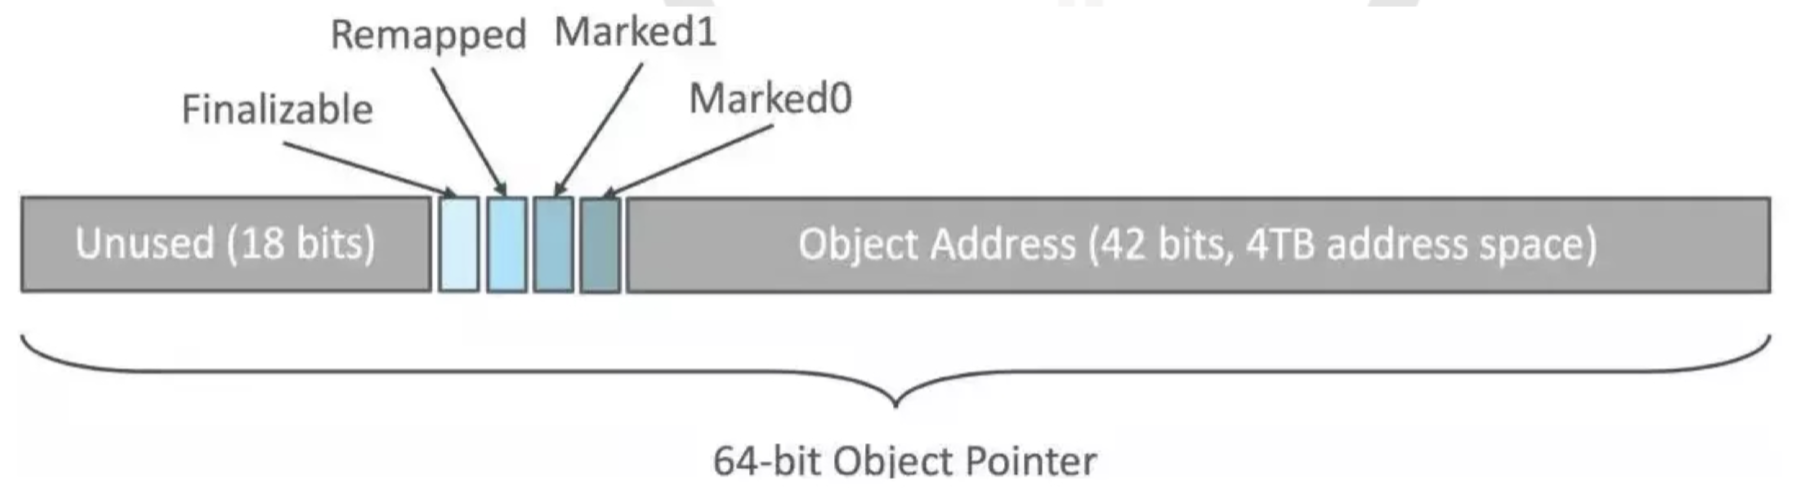 Remapped
Marked1
Finalizable
Marked0
Unused (18 bits)
Object Address (42 bits, 4TB address space)
64-bit Object Pointer